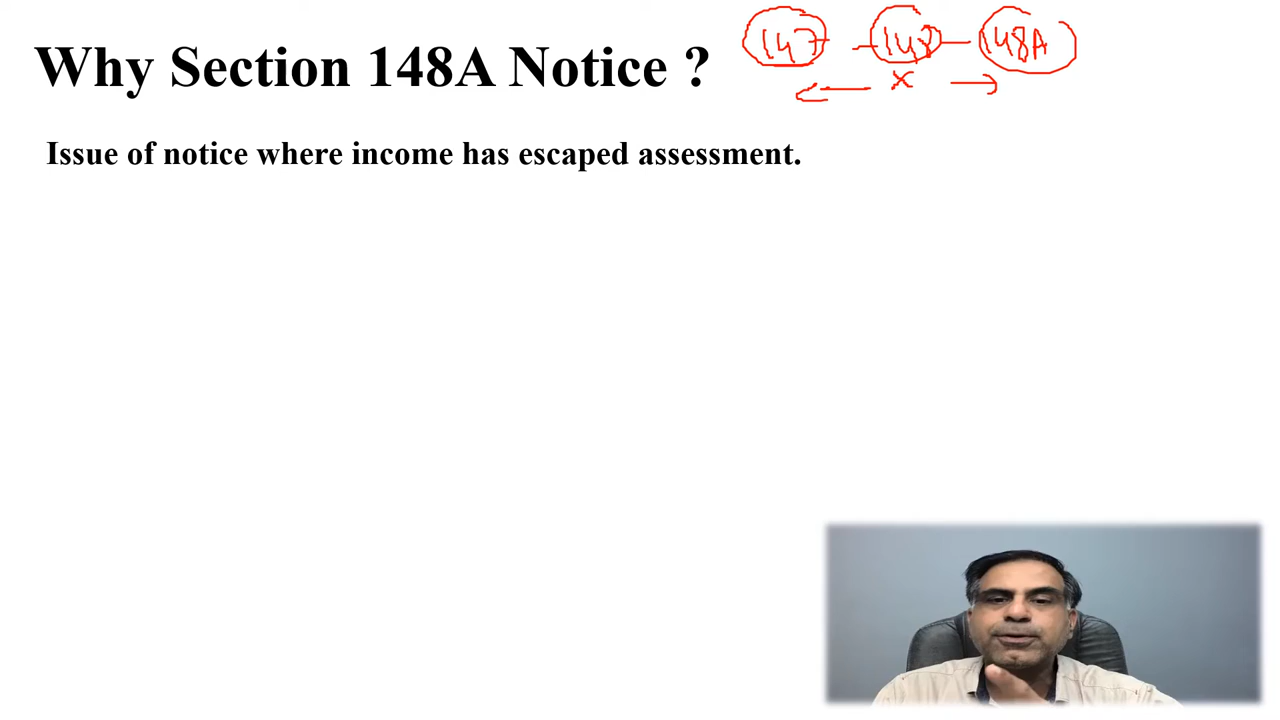 Why Section 148A Notice ?
147 - 148 - 148A
x
Issue of notice where income has escaped assessment.